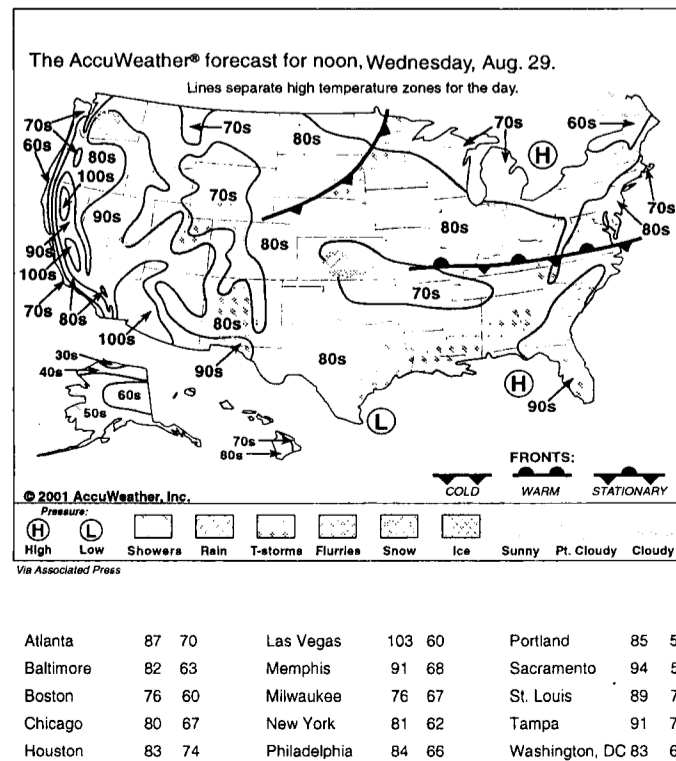 The AccuWeather® forecast for noon, Wednesday, Aug. 29.
Lines separate high temperature zones for the day.
70s
60s
80s
100s
90s
90s
100s
70s
80s
100s
70s
80s
70s
80s
70s
80s
90s
80s
80s
70s
70s
60s
70s
80s
H
H
L
90s
30s
40s
60s
50s
70s
80s
FRONTS:
COLD WARM STATIONARY
© 2001 AccuWeather, Inc.
Pressure:
H L
High Low Showers Rain T-storms Flurries Snow Ice Sunny Pt. Cloudy Cloudy
Via Associated Press
Atlanta 87 70 Las Vegas 103 60 Portland 85
Baltimore 82 63 Memphis 91 68 Sacramento 94
Boston 76 60 Milwaukee 76 67 St. Louis 89
Chicago 80 67 New York 81 62 Tampa 91
Houston 83 74 Philadelphia 84 66 Washington, DC 83